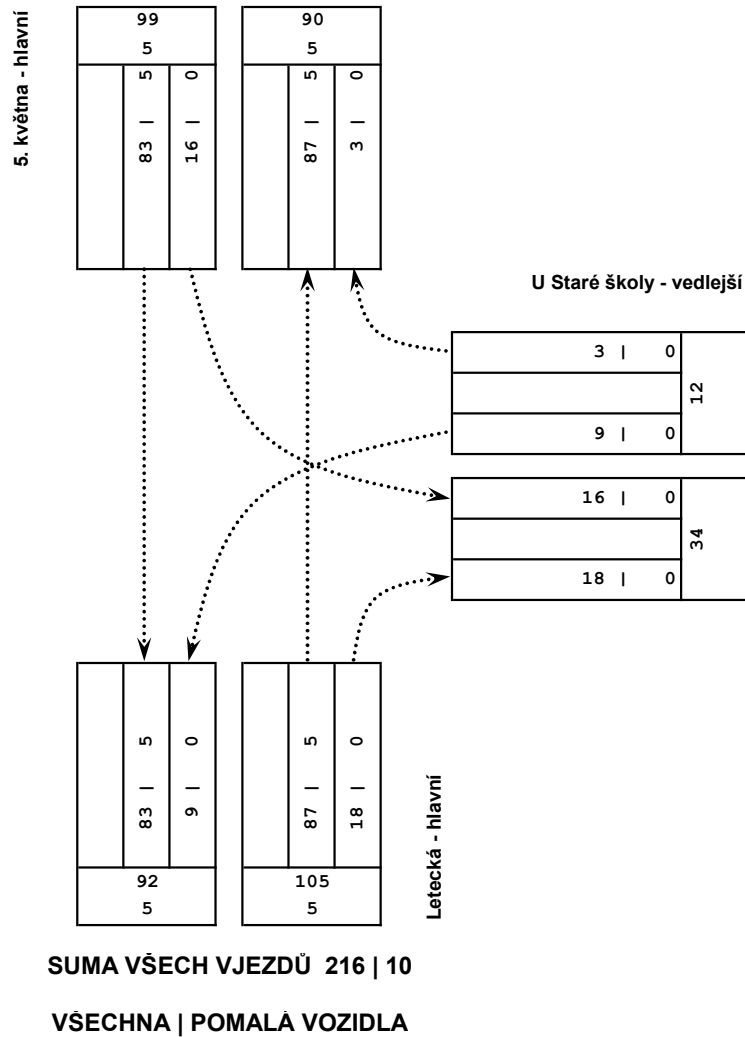 5. května - hlavní
99
5
83 | 5
16 | 0
90
5
87 | 5
3 | 0
U Staré školy - vedlejší
3 | 0
12
9 | 0
16 | 0
34
18 | 0
83 | 5
9 | 0
92
5
87 | 5
18 | 0
105
5
Letecká - hlavní
SUMA VŠECH VJEZDŮ 216 | 10
VŠECHNA | POMALÁ VOZIDLA